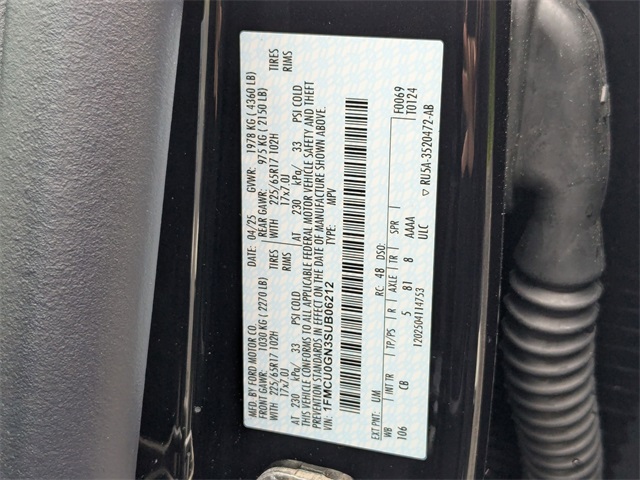 MFD. BY FORD MOTOR CO.
DATE: 04/25 GVWR: 1978 KG ( 4360 LB)
FRONT GAWR: 1030 KG ( 2270 LB) REAR GAWR: 975 KG ( 2150 LB)
WITH 225/65R17 102H TIRES WITH 225/65R17 102H TIRES
17x7.0J RIMS 17x7.0J RIMS
AT 230 kPa/ 33 PSI COLD AT 230 kPa/ 33 PSI COLD
THIS VEHICLE CONFORMS TO ALL APPLICABLE FEDERAL MOTOR VEHICLE SAFETY AND THEFT
PREVENTION STANDARDS IN EFFECT ON THE DATE OF MANUFACTURE SHOWN ABOVE.
VIN: 1FMCU0GN3SUB06212 TYPE: MPV
F0069
T0124
EXT PNT: UM RC: 48 DSO:
WB INT TR TP/PS R AXLE TR SPR
106 CB 5 81 8 AAAA
ULC
1202504114753 ▽ RU5A-3520472-AB